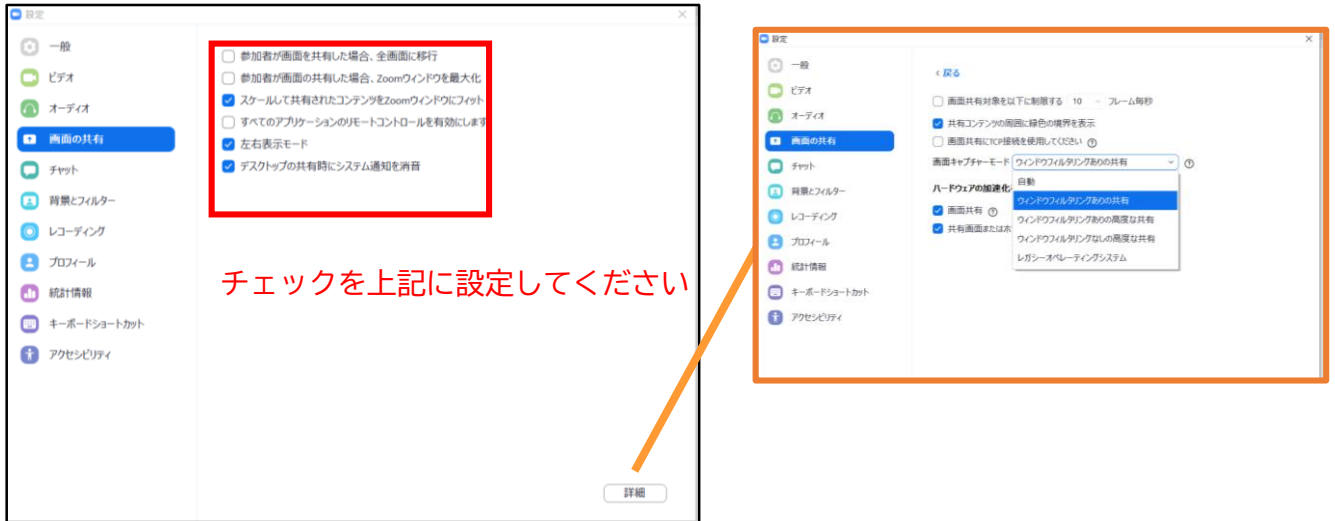 設定
一般
ビデオ
オーディオ
画面の共有
チャット
背景とフィルター
レコーディング
プロフィール
統計情報
キーボードショートカット
アクセシビリティ
参加者が画面を共有した場合、全画面に移行
参加者が画面の共有した場合、Zoomウィンドウを最大化
スケールして共有されたコンテンツをZoomウィンドウにフィット
すべてのアプリケーションのリモートコントロールを有効にします
左右表示モード
デスクトップの共有時にシステム通知を消音
チェックを上記に設定してください
詳細
設定
一般
ビデオ
オーディオ
画面の共有
チャット
背景とフィルター
レコーディング
プロフィール
統計情報
キーボードショートカット
アクセシビリティ
‹ 戻る
画面共有対象を以下に制限する 10 フレーム毎秒
共有コンテンツの周囲に緑色の境界を表示
画面共有にTCP接続を使用してください
画面キャプチャーモード ウィンドウフィルタリングありの共有
自動
ウィンドウフィルタリングありの共有
ウィンドウフィルタリングありの高度な共有
ウィンドウフィルタリングなしの高度な共有
レガシーオペレーティングシステム
ハードウェアの加速化
画面共有
共有画面またはホ